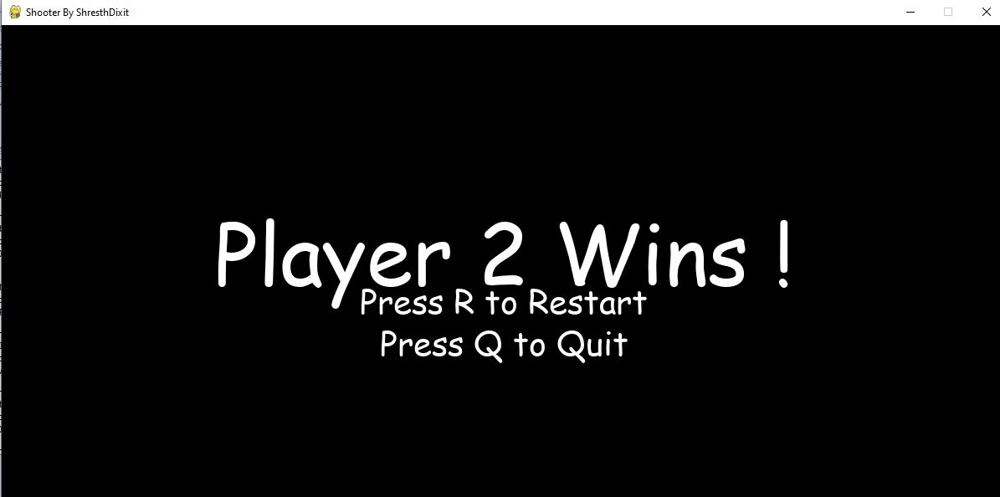 Shooter By ShresthDixit
Player 2 Wins !
Press R to Restart
Press Q to Quit